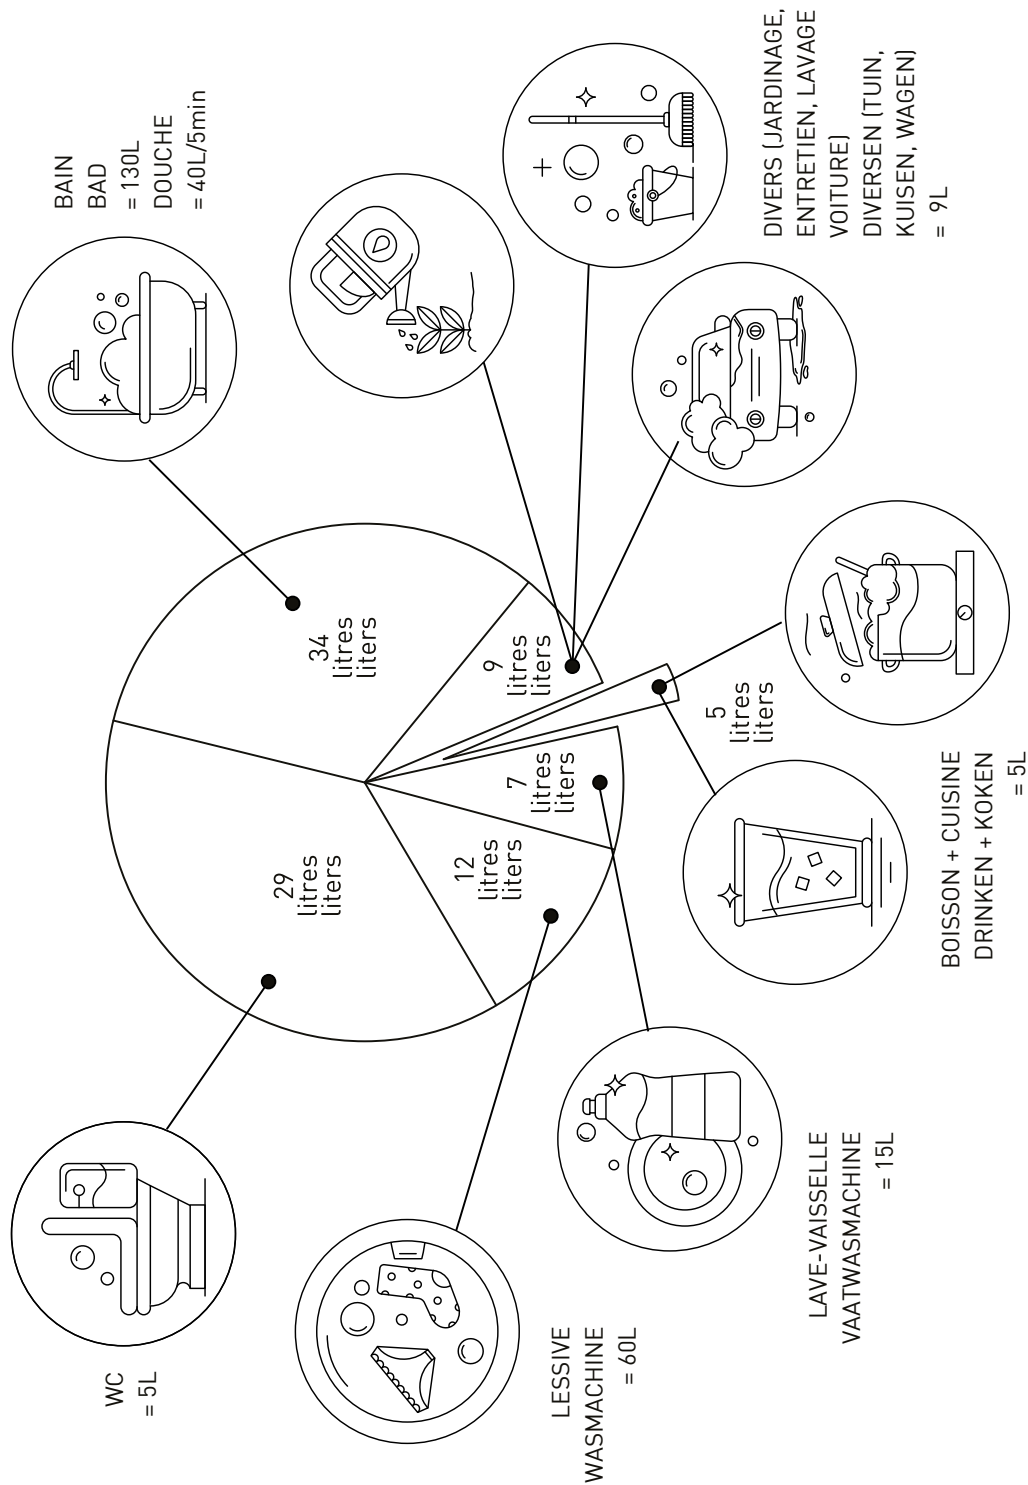 WC
= 5L
BAIN
BAD
= 130L
DOUCHE
= 40L/5min
29
litres
liters
34
litres
liters
12
litres
liters
7
litres
liters
9
litres
liters
5
litres
liters
LESSIVE
WASMACHINE
= 60L
LAVE-VAISSELLE
VAATWASMACHINE
= 15L
BOISSON + CUISINE
DRINKEN + KOKEN
= 5L
DIVERS (JARDINAGE,
ENTRETIEN, LAVAGE
VOITURE)
DIVERSEN (TUIN,
KUISEN, WAGEN)
= 9L